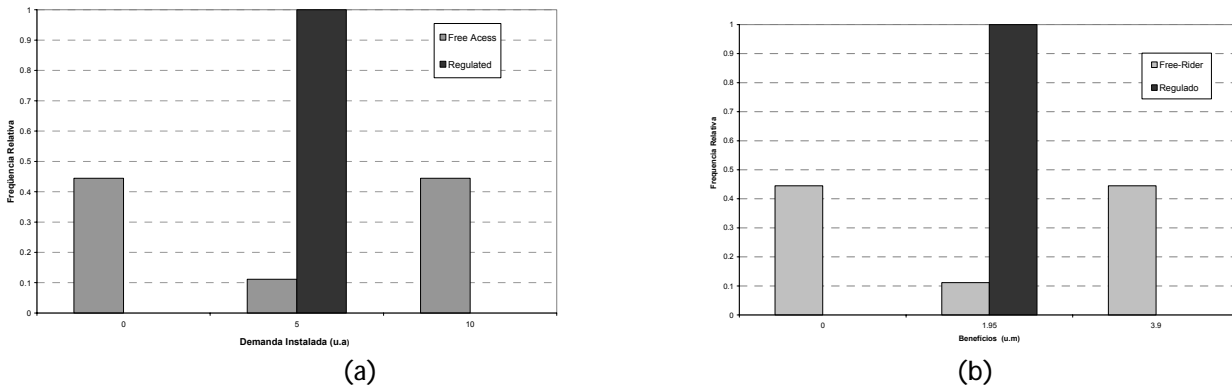 Freqüencia Relativa
1
0.9
0.8
0.7
0.6
0.5
0.4
0.3
0.2
0.1
0
0 5 10
Demanda Instalada (u.a)
Free Acess
Regulated
(a)
Frequencia Relativa
1
0.9
0.8
0.7
0.6
0.5
0.4
0.3
0.2
0.1
0
0 1.95 3.9
Beneficios (u.m)
Free-Rider
Regulado
(b)